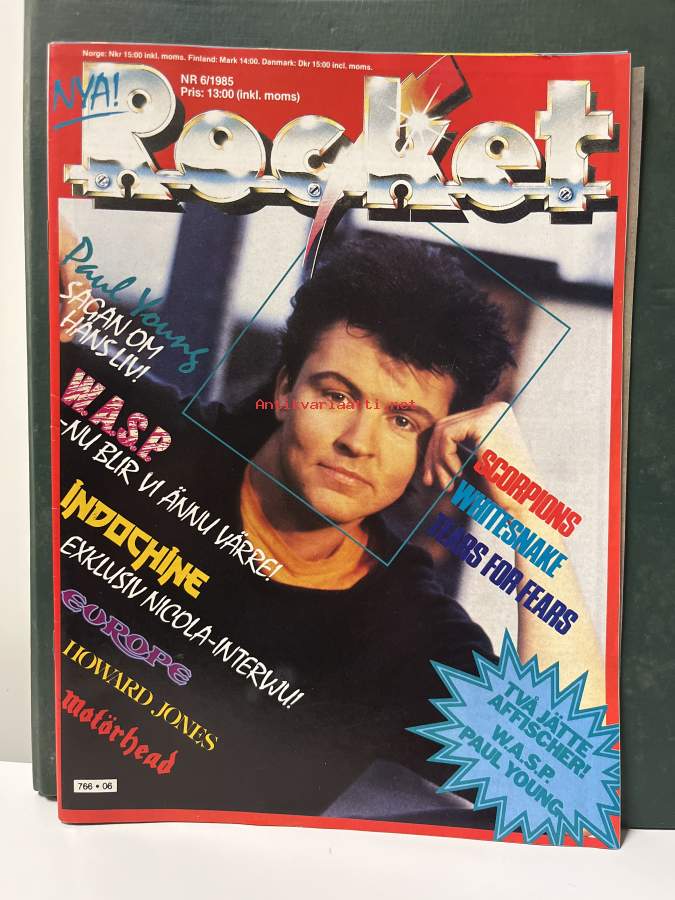 Norge: Nkr 15:00 inkl. moms. Finland: Mark 14:00. Danmark: Dkr 15:00 incl. moms.
NYA!
NR 6/1985
Pris: 13:00 (inkl. moms)
Rocket
Paul Young
SAGAN OM
HANS LIV!
W.A.S.P.
-NU BLIR VI ÄNNU VÄRRE!
INDOCHINE
EXKLUSIV NICOLA-INTERVJU!
EUROPE
HOWARD JONES
motörhead
766 • 06
Antikvariaatti.net
SCORPIONS
WHITESNAKE
TEARS FOR FEARS
TVÅ JÄTTE
AFFISCHER!
W.A.S.P.
PAUL YOUNG